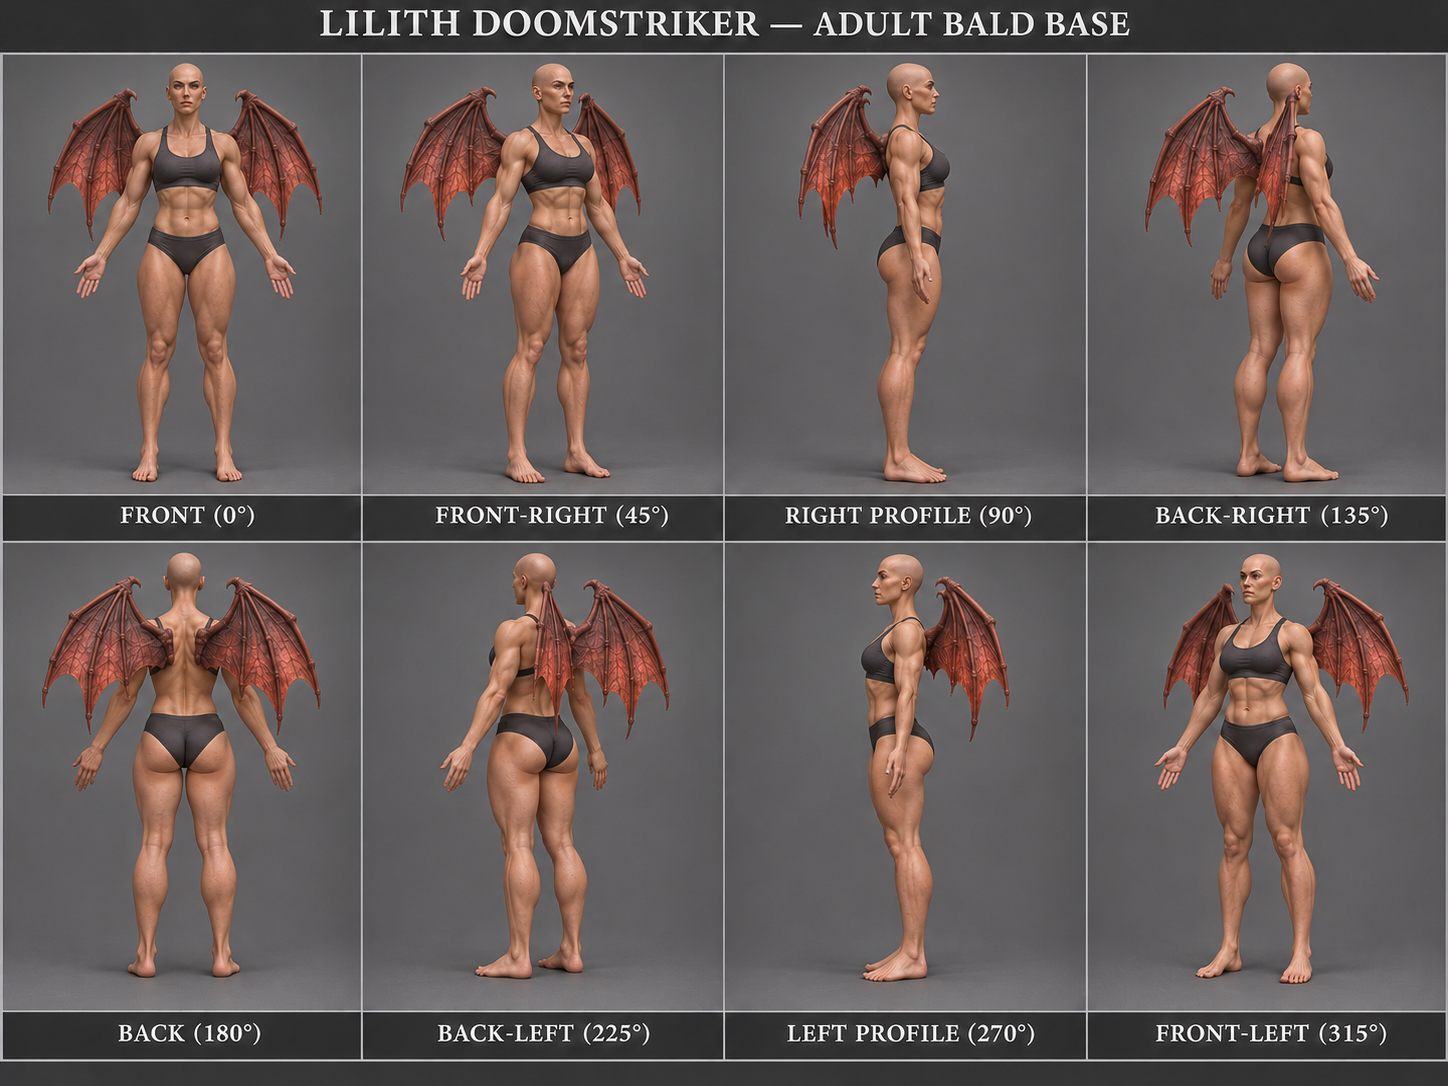 LILITH DOOMSTRIKER — ADULT BALD BASE
FRONT (0°)
FRONT-RIGHT (45°)
RIGHT PROFILE (90°)
BACK-RIGHT (135°)
BACK (180°)
BACK-LEFT (225°)
LEFT PROFILE (270°)
FRONT-LEFT (315°)